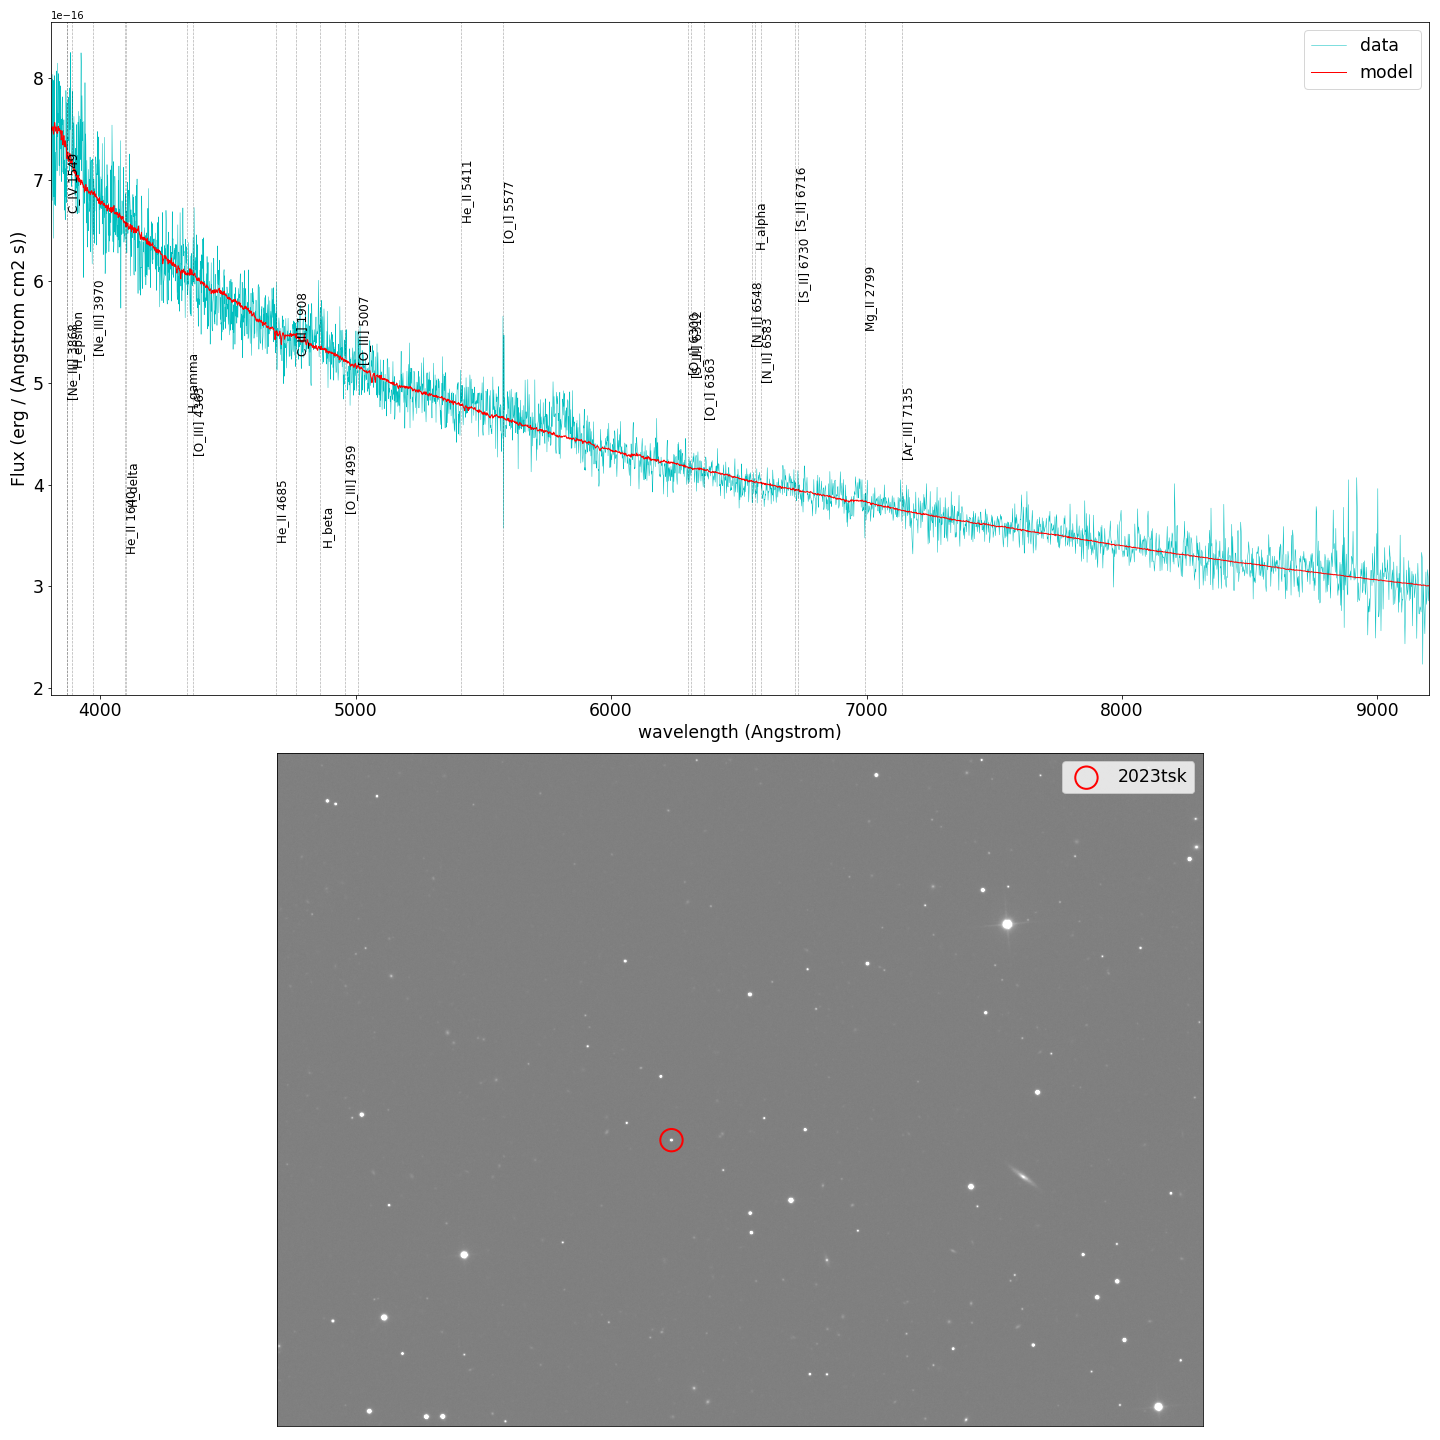 1e−16
data
model
8
7
6
5
4
3
2
Flux (erg / (Angstrom cm2 s))
C_IV 1549
[Ne_III] 3868
H_epsilon
[Ne_III] 3970
H_delta
He_II 1640
H_gamma
[O_III] 4363
He_II 4685
C_III] 1908
H_beta
[O_III] 4959
[O_III] 5007
He_II 5411
[O_I] 5577
[O_I] 6300
[S_II] 6312
[O_I] 6363
[N_II] 6548
H_alpha
[N_II] 6583
[S_II] 6716
[S_II] 6730
Mg_II 2799
[Ar_III] 7135
4000 5000 6000 7000 8000 9000
wavelength (Angstrom)
2023tsk